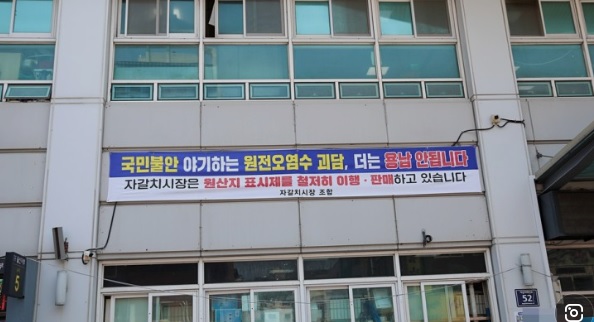 국민불안 야기하는 원전오염수 괴담, 더는 용납 안됩니다
자갈치시장은 원산지 표시제를 철저히 이행·판매하고 있습니다
자갈치시장 조합
5
52